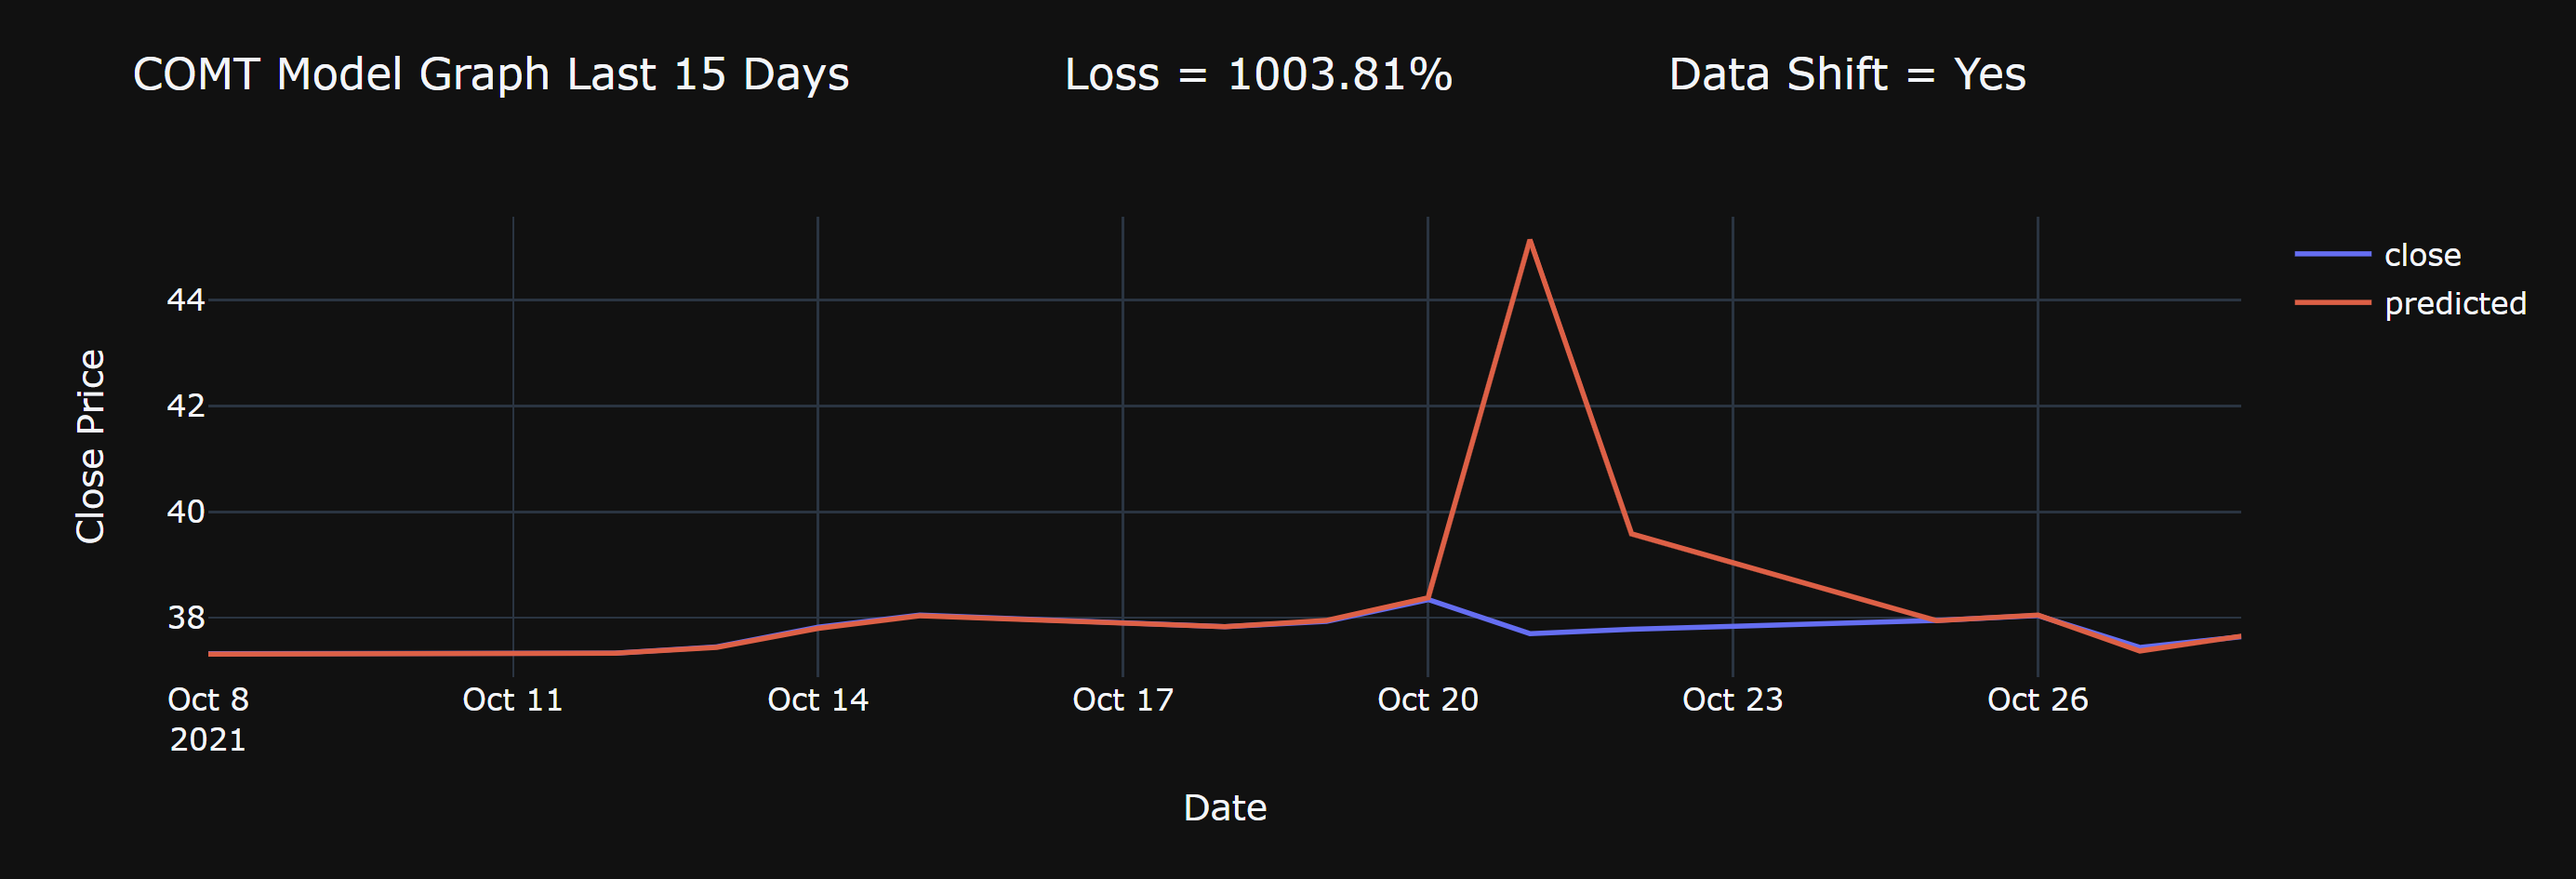 COMT Model Graph Last 15 Days Loss = 1003.81% Data Shift = Yes
close
predicted
Close Price
44
42
40
38
Oct 8 Oct 11 Oct 14 Oct 17 Oct 20 Oct 23 Oct 26
2021
Date